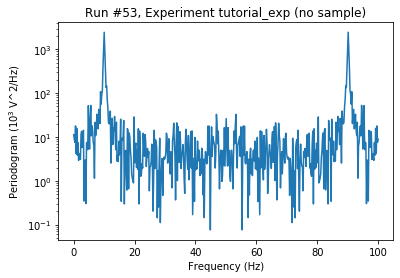 Run #53, Experiment tutorial_exp (no sample)
Periodogram (10³ V^2/Hz)
10³
10²
10¹
10⁰
10⁻¹
0 20 40 60 80 100
Frequency (Hz)